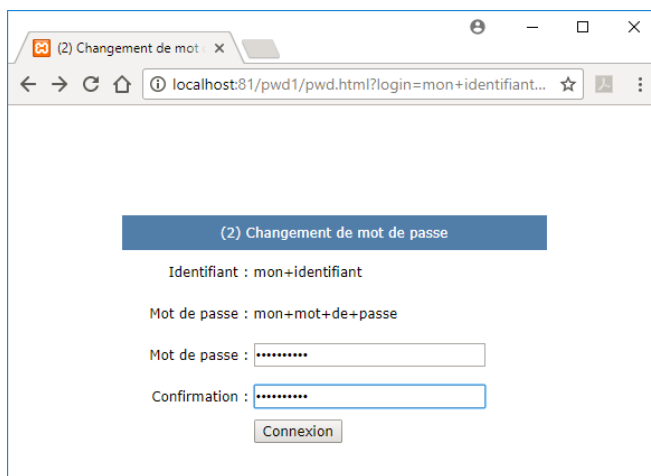 (2) Changement de mot
localhost:81/pwd1/pwd.html?login=mon+identifiant...
(2) Changement de mot de passe
Identifiant : mon+identifiant
Mot de passe : mon+mot+de+passe
Mot de passe : ••••••••••
Confirmation : ••••••••••
Connexion